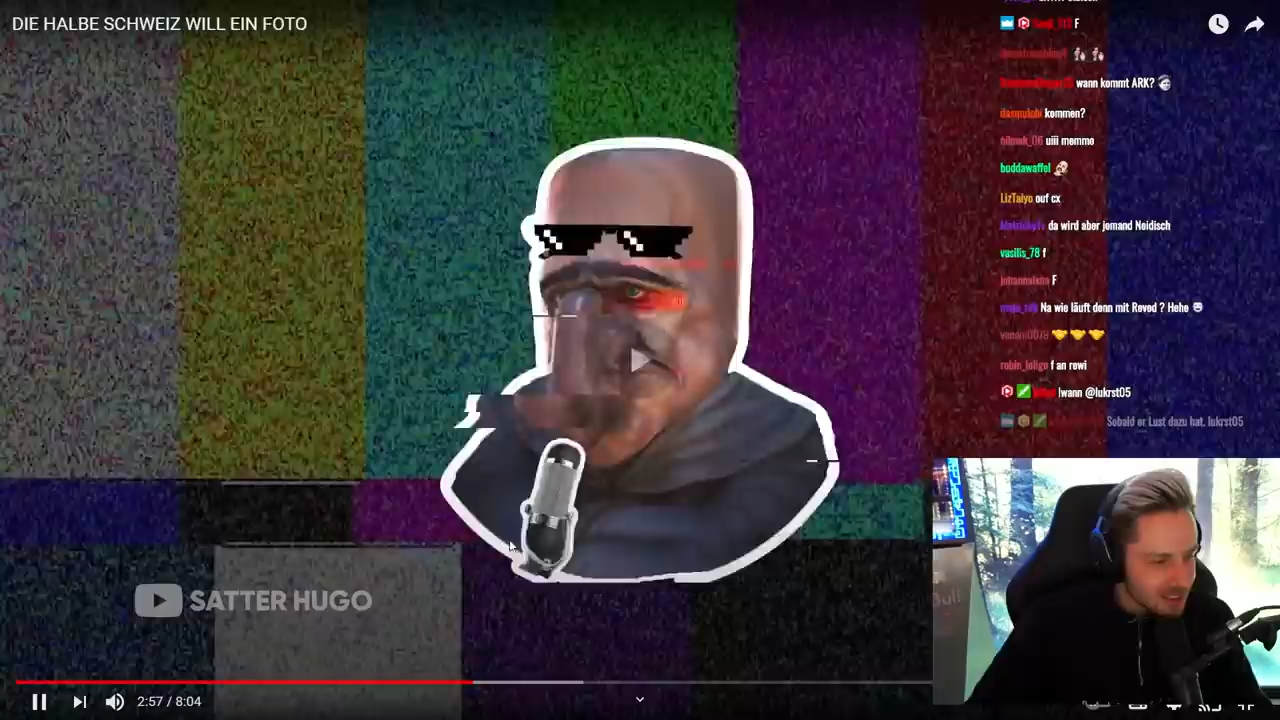 DIE HALBE SCHWEIZ WILL EIN FOTO
F
wann kommt ARK?
kommen?
uiii memmo
buddawaffel
LizTaiyo ouf cx
da wird aber jemand Neidisch
vasilis_78 f
F
Na wie läuft denn mit Reved ? Hehe
robin_loligo f an rewi
!wann @lukrst05
Sobald er Lust dazu hat, lukrst05
SATTER HUGO
2:57 / 8:04